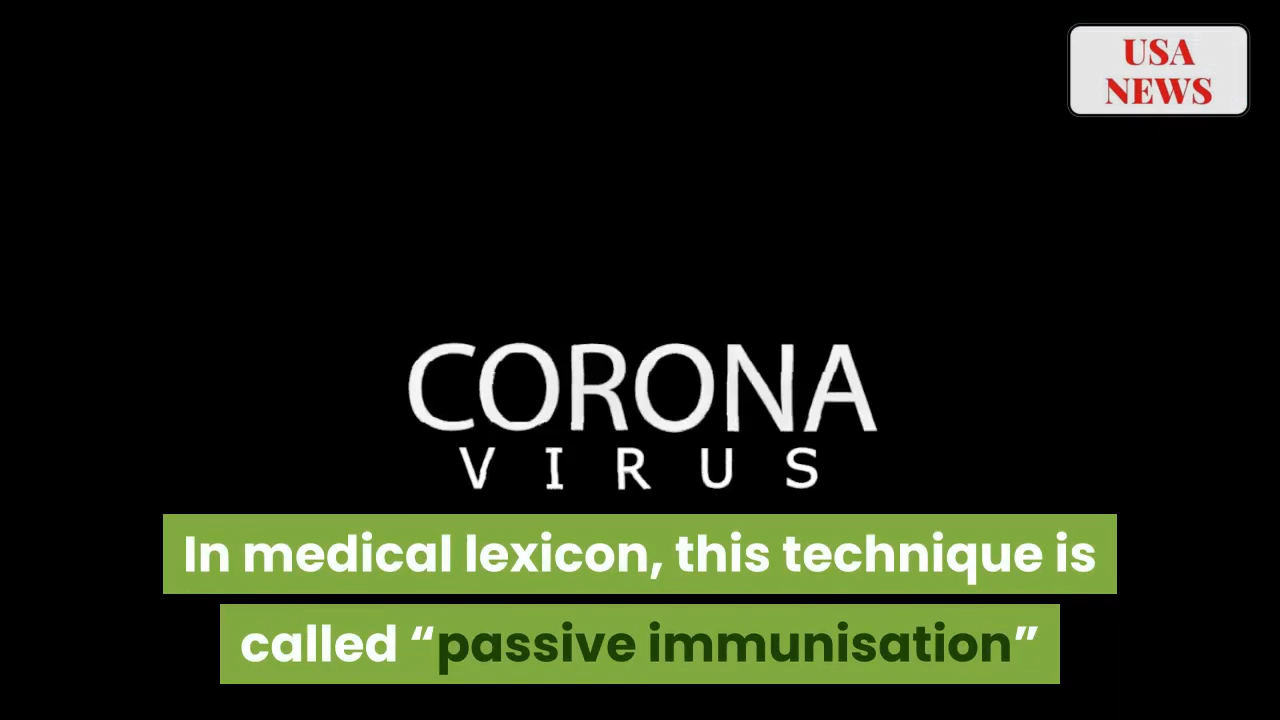 USA
NEWS
CORONA
VIRUS
In medical lexicon, this technique is
called “passive immunisation”